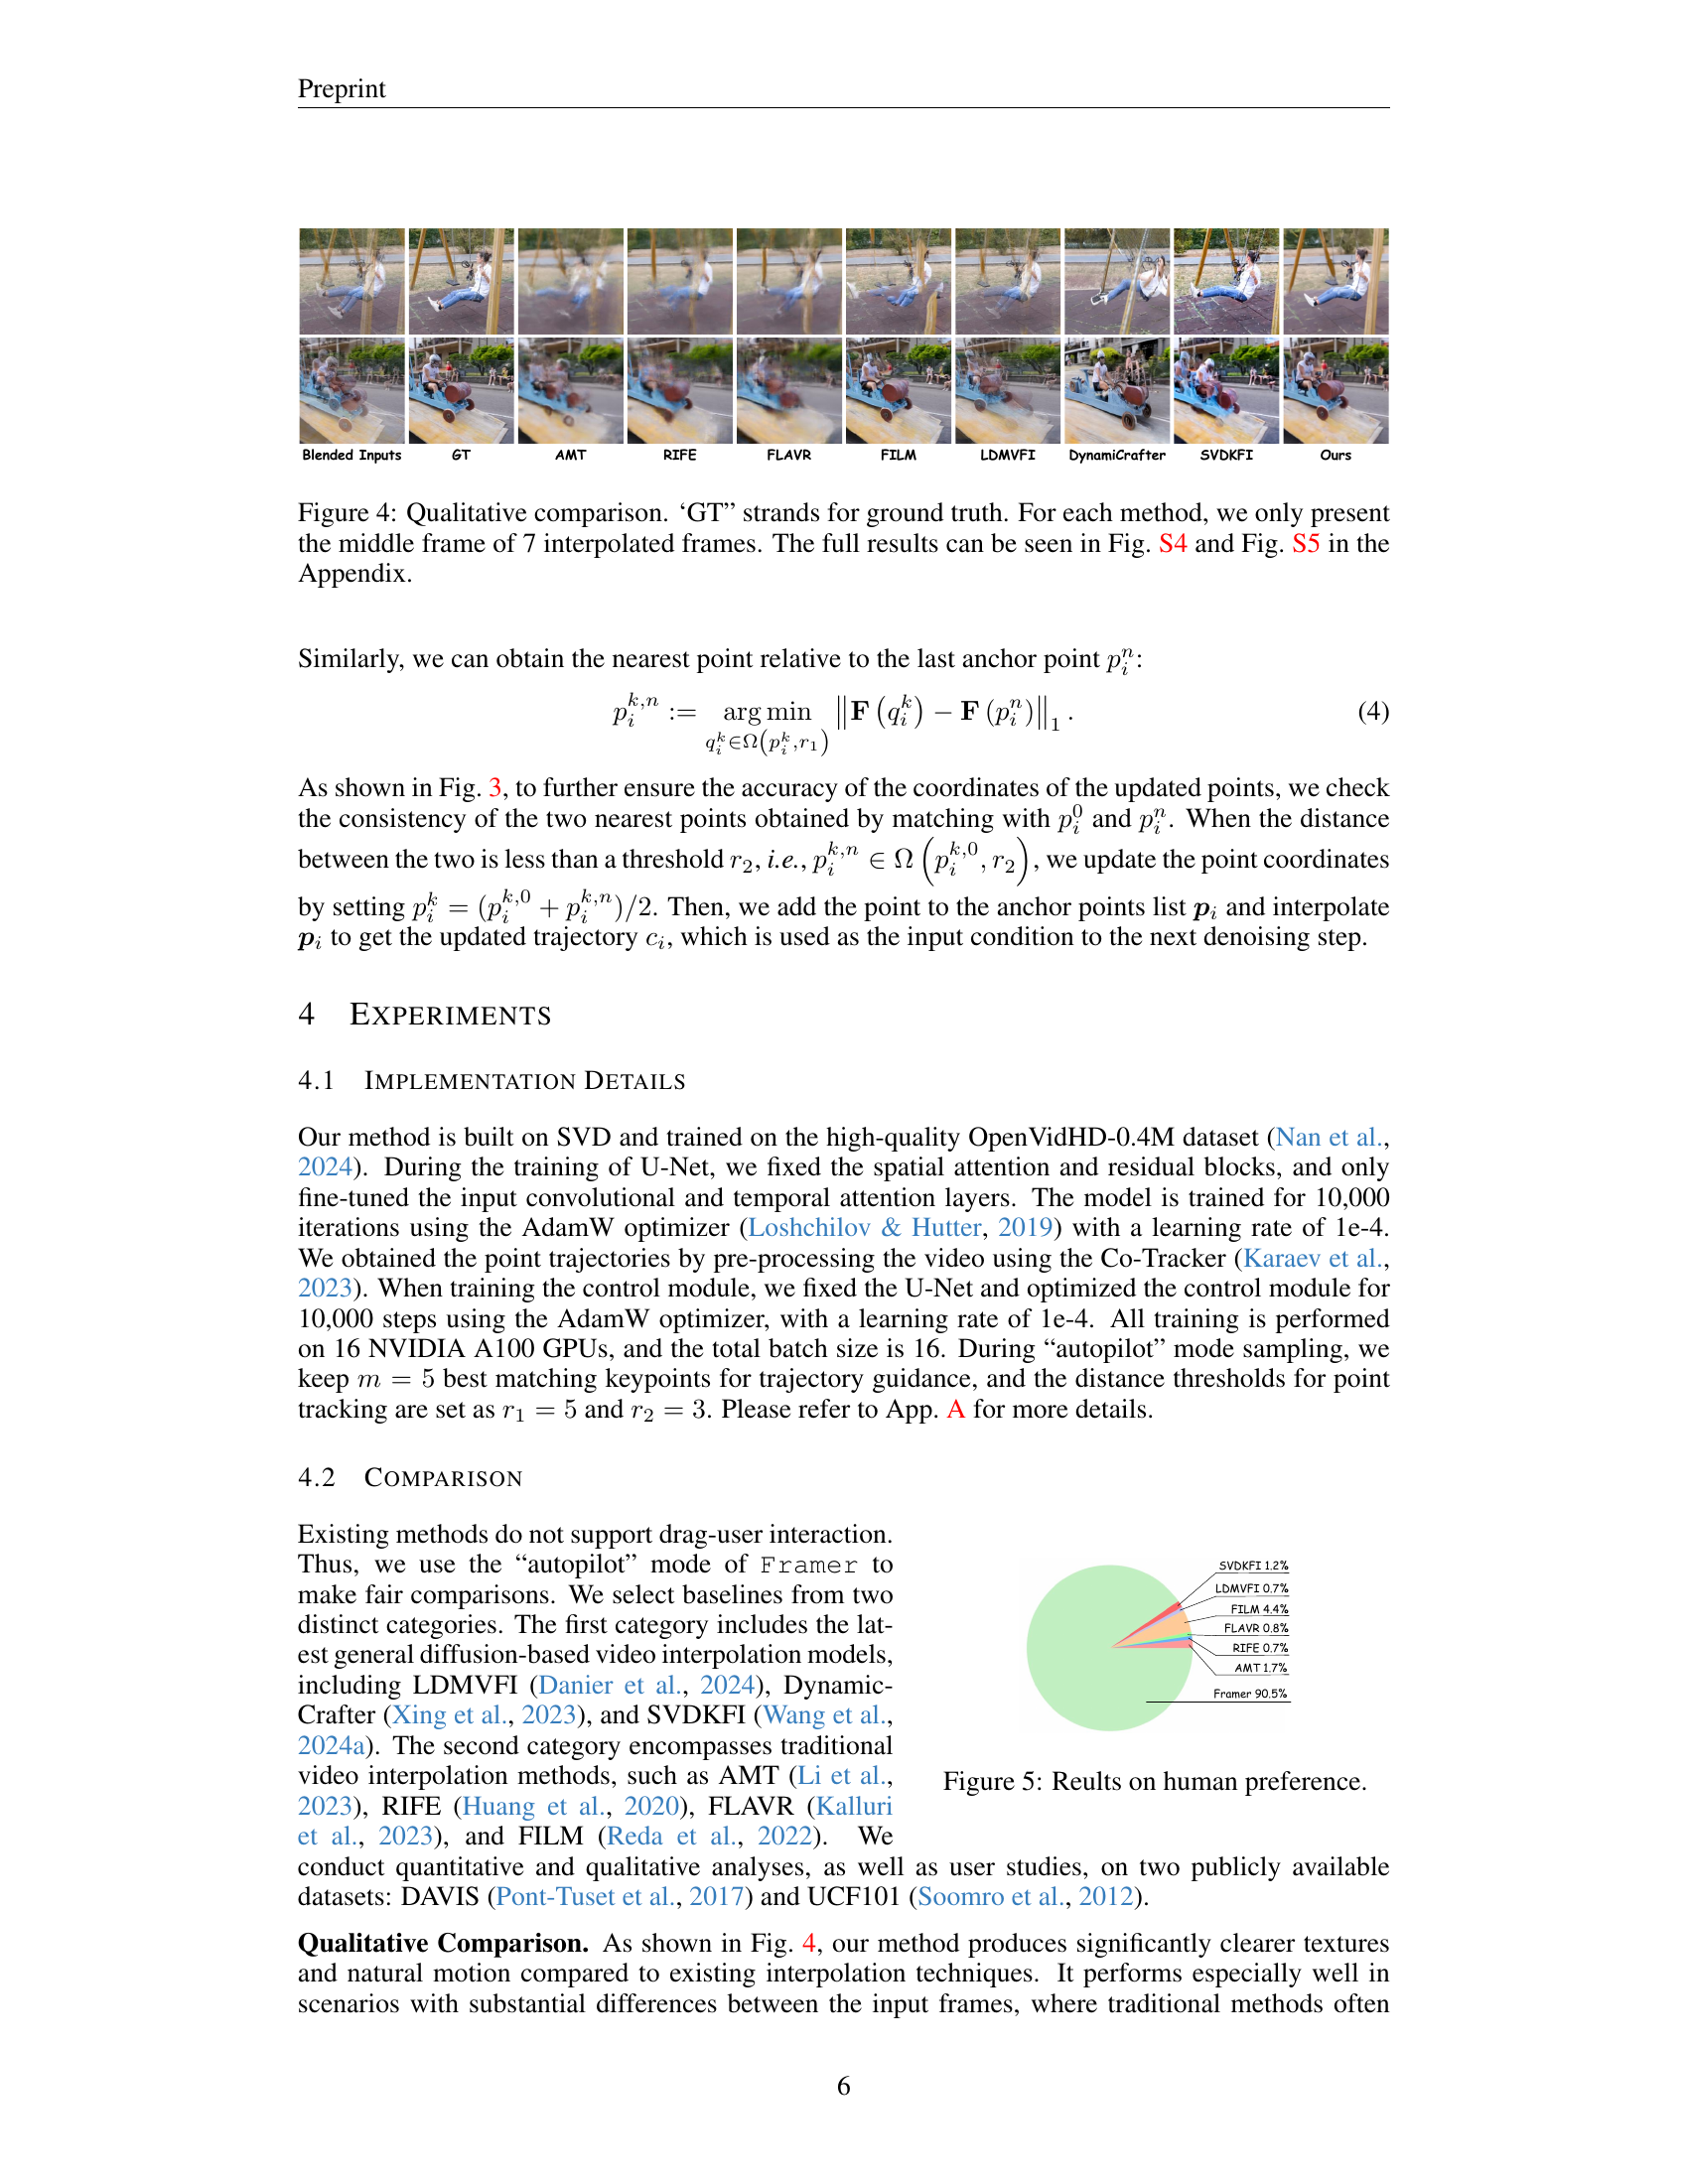 Preprint
Blended Inputs GT AMT RIFE FLAVR FILM LDMVFI DynamiCrafter SVDKFI Ours
Figure 4: Qualitative comparison. ‘GT” strands for ground truth. For each method, we only present
the middle frame of 7 interpolated frames. The full results can be seen in Fig. S4 and Fig. S5 in the
Appendix.
Similarly, we can obtain the nearest point relative to the last anchor point $p_i^n$:
$p_i^{k,n} := \underset{q_i^k \in \Omega(p_i^k, r_1)}{\arg\min} \left\| \mathbf{F}\left(q_i^k\right) - \mathbf{F}\left(p_i^n\right) \right\|_1 .$ (4)
As shown in Fig. 3, to further ensure the accuracy of the coordinates of the updated points, we check
the consistency of the two nearest points obtained by matching with $p_i^0$ and $p_i^n$. When the distance
between the two is less than a threshold $r_2$, i.e., $p_i^{k,n} \in \Omega\left(p_i^{k,0}, r_2\right)$, we update the point coordinates
by setting $p_i^k = (p_i^{k,0} + p_i^{k,n})/2$. Then, we add the point to the anchor points list $\boldsymbol{p}_i$ and interpolate
$\boldsymbol{p}_i$ to get the updated trajectory $c_i$, which is used as the input condition to the next denoising step.
4 EXPERIMENTS
4.1 IMPLEMENTATION DETAILS
Our method is built on SVD and trained on the high-quality OpenVidHD-0.4M dataset (Nan et al.,
2024). During the training of U-Net, we fixed the spatial attention and residual blocks, and only
fine-tuned the input convolutional and temporal attention layers. The model is trained for 10,000
iterations using the AdamW optimizer (Loshchilov & Hutter, 2019) with a learning rate of 1e-4.
We obtained the point trajectories by pre-processing the video using the Co-Tracker (Karaev et al.,
2023). When training the control module, we fixed the U-Net and optimized the control module for
10,000 steps using the AdamW optimizer, with a learning rate of 1e-4. All training is performed
on 16 NVIDIA A100 GPUs, and the total batch size is 16. During “autopilot” mode sampling, we
keep $m = 5$ best matching keypoints for trajectory guidance, and the distance thresholds for point
tracking are set as $r_1 = 5$ and $r_2 = 3$. Please refer to App. A for more details.
4.2 COMPARISON
Existing methods do not support drag-user interaction.
Thus, we use the “autopilot” mode of Framer to
make fair comparisons. We select baselines from two
distinct categories. The first category includes the lat-
est general diffusion-based video interpolation models,
including LDMVFI (Danier et al., 2024), Dynamic-
Crafter (Xing et al., 2023), and SVDKFI (Wang et al.,
2024a). The second category encompasses traditional
video interpolation methods, such as AMT (Li et al.,
2023), RIFE (Huang et al., 2020), FLAVR (Kalluri
et al., 2023), and FILM (Reda et al., 2022). We
conduct quantitative and qualitative analyses, as well as user studies, on two publicly available
datasets: DAVIS (Pont-Tuset et al., 2017) and UCF101 (Soomro et al., 2012).
SVDKFI 1.2%
LDMVFI 0.7%
FILM 4.4%
FLAVR 0.8%
RIFE 0.7%
AMT 1.7%
Framer 90.5%
Figure 5: Reults on human preference.
Qualitative Comparison. As shown in Fig. 4, our method produces significantly clearer textures
and natural motion compared to existing interpolation techniques. It performs especially well in
scenarios with substantial differences between the input frames, where traditional methods often
6